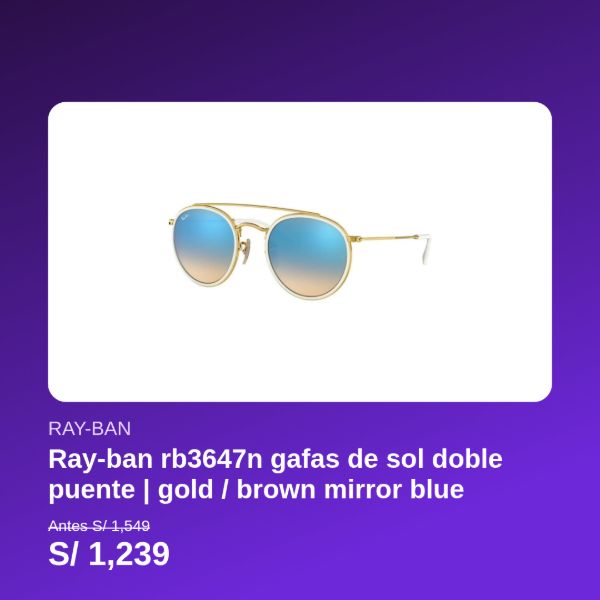 RAY-BAN
Ray-ban rb3647n gafas de sol doble
puente | gold / brown mirror blue
Antes S/ 1,549
S/ 1,239